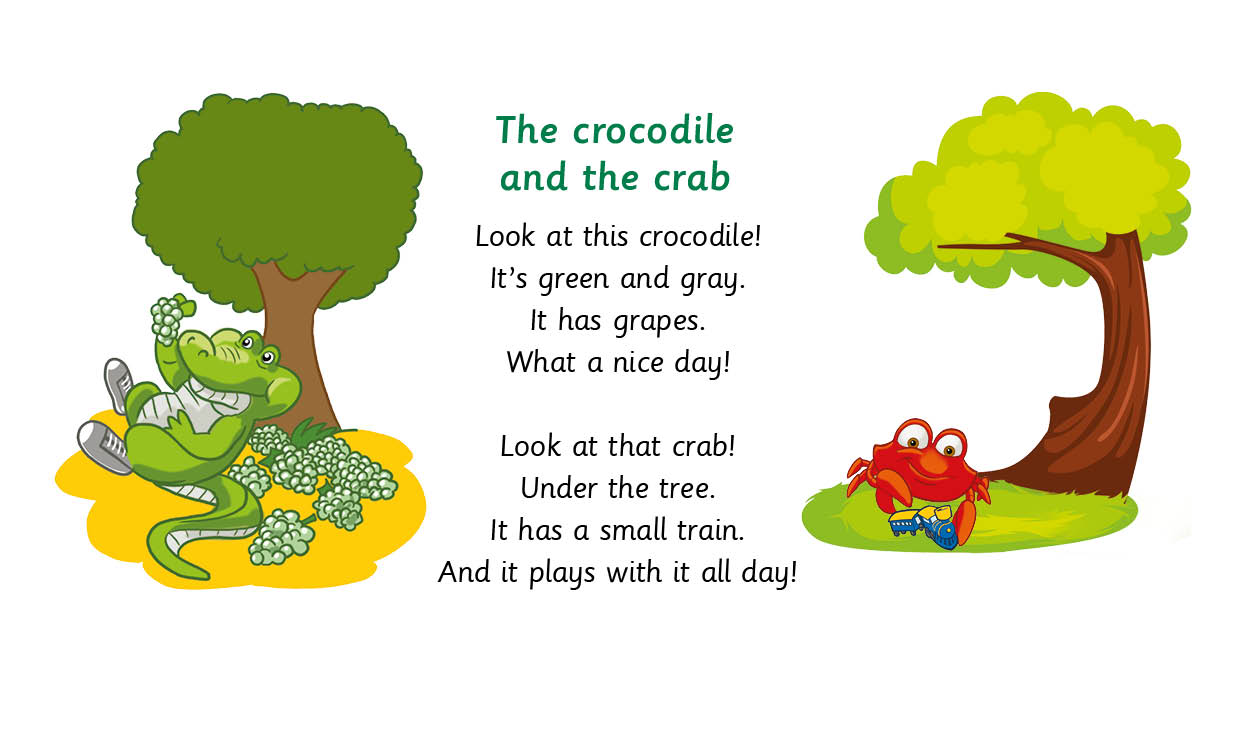 The crocodile
and the crab
Look at this crocodile!
It’s green and gray.
It has grapes.
What a nice day!
Look at that crab!
Under the tree.
It has a small train.
And it plays with it all day!